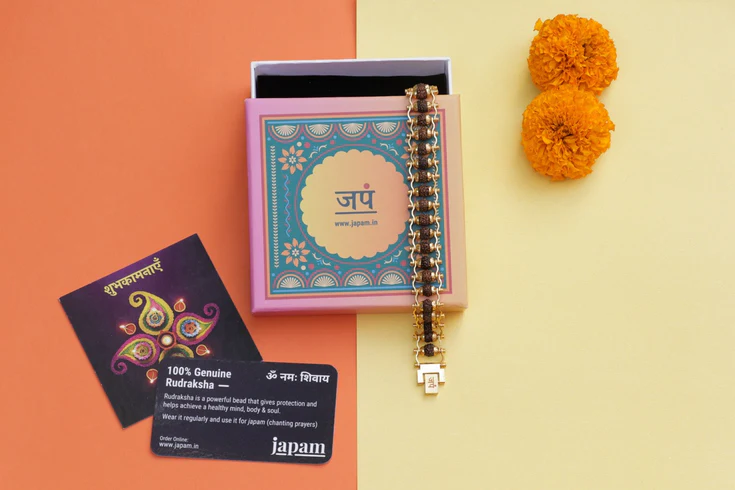 जपं
www.japam.in
जपं
शुभकामनाएँ
100% Genuine
Rudraksha —
ॐ नमः शिवाय
Rudraksha is a powerful bead that gives protection and
helps achieve a healthy mind, body & soul.
Wear it regularly and use it for japam (chanting prayers)
Order Online:
www.japam.in
japam